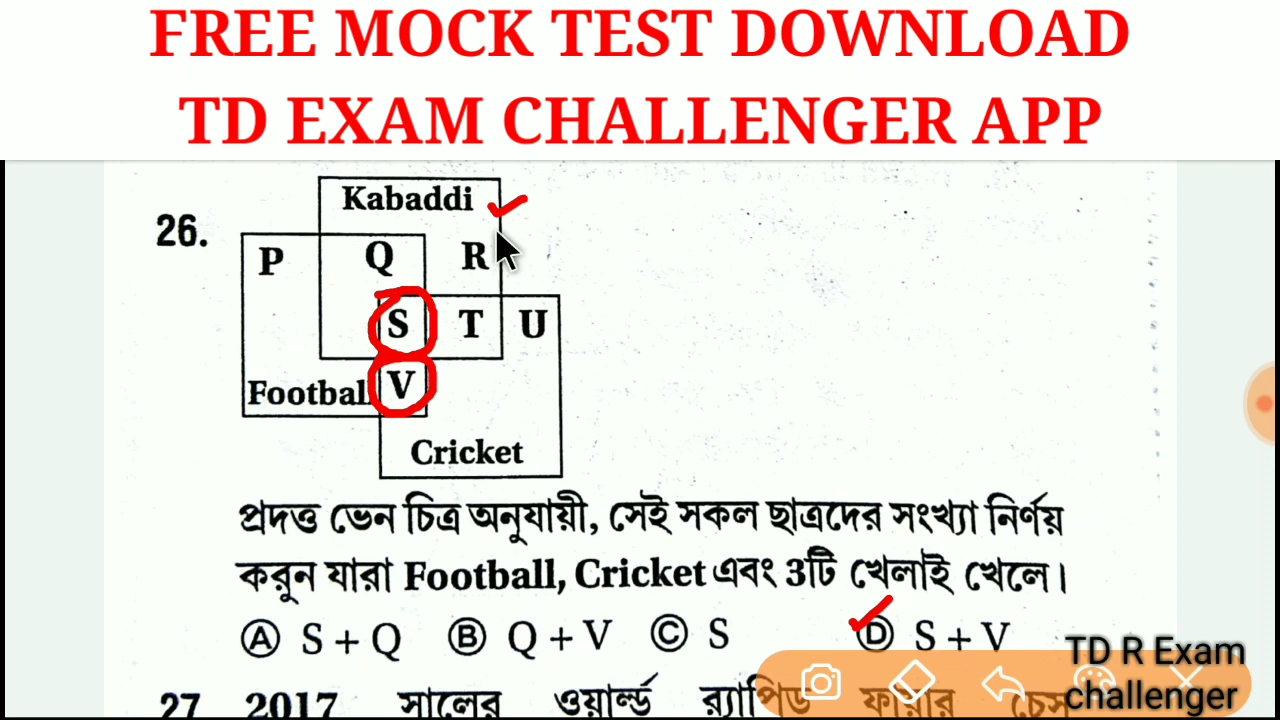 FREE MOCK TEST DOWNLOAD
TD EXAM CHALLENGER APP
Kabaddi
26.
P Q R
S T U
Football V
Cricket
প্রদত্ত ভেন চিত্র অনুযায়ী, সেই সকল ছাত্রদের সংখ্যা নির্ণয়
করুন যারা Football, Cricket এবং 3টি খেলাই খেলে।
Ⓐ S + Q Ⓑ Q + V Ⓒ S Ⓓ S + V
TD R Exam
challenger
27 2017 সালের ওয়ার্ল্ড র‍্যাপিড ফায়ার চেস